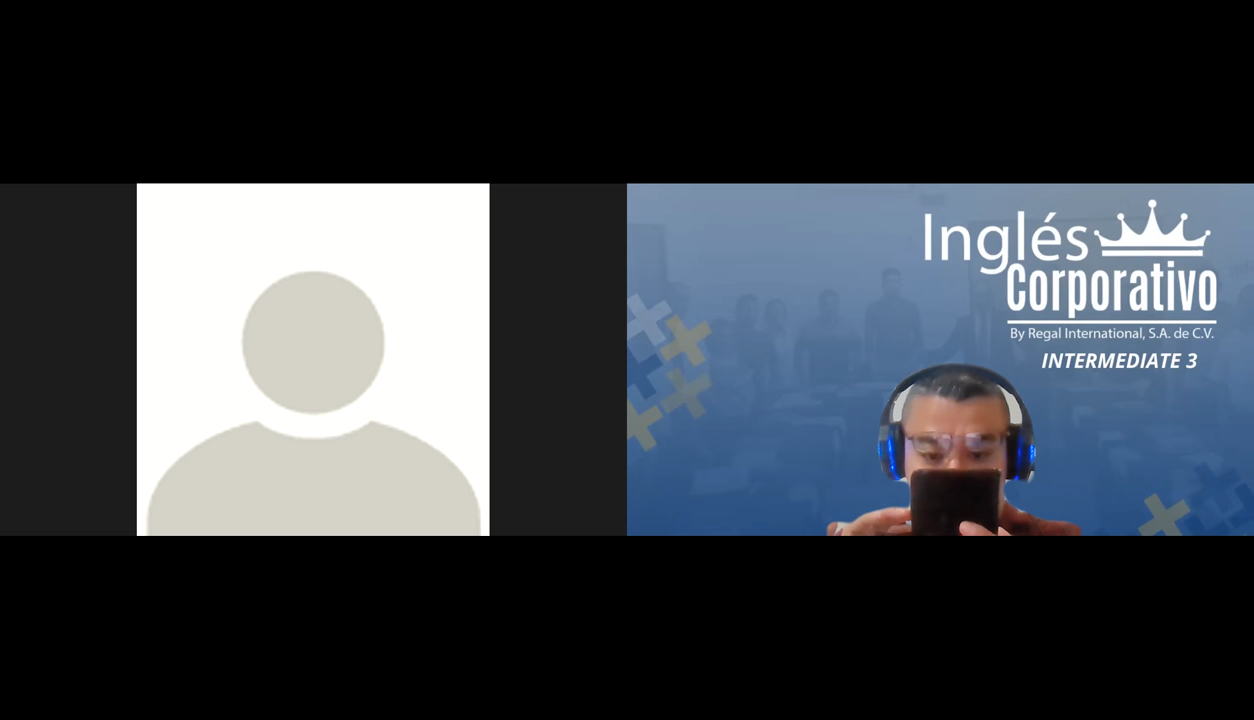 Inglés
Corporativo
By Regal International, S.A. de C.V.
INTERMEDIATE 3